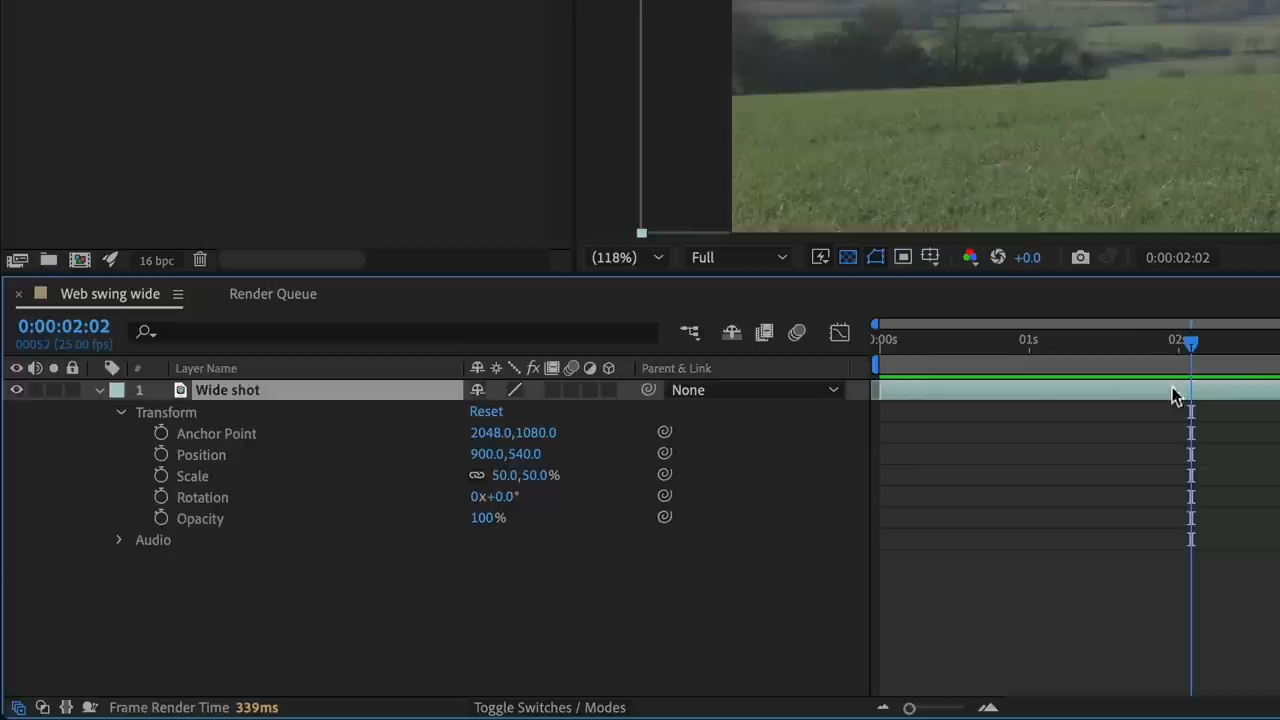 16 bpc
(118%)
Full
+0.0
0:00:02:02
Web swing wide
Render Queue
0:00:02:02
00052 (25.00 fps)
0:00s
01s
02s
#
Layer Name
fx
Parent & Link
1
Wide shot
None
Transform
Reset
Anchor Point
2048.0,1080.0
Position
900.0,540.0
Scale
50.0,50.0%
Rotation
0x+0.0°
Opacity
100%
Audio
Frame Render Time 339ms
Toggle Switches / Modes